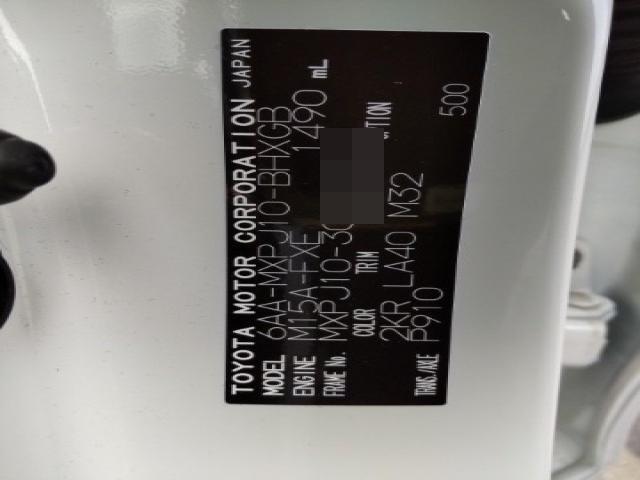 TOYOTA MOTOR CORPORATION JAPAN
MODEL 6AA-MXPJ10-BHXGB
ENGINE M15A-FXE 1490 mL
FRAME No. MXPJ10-30
COLOR TRIM
2KR LA40 M32
TRANS/AXLE P910 500